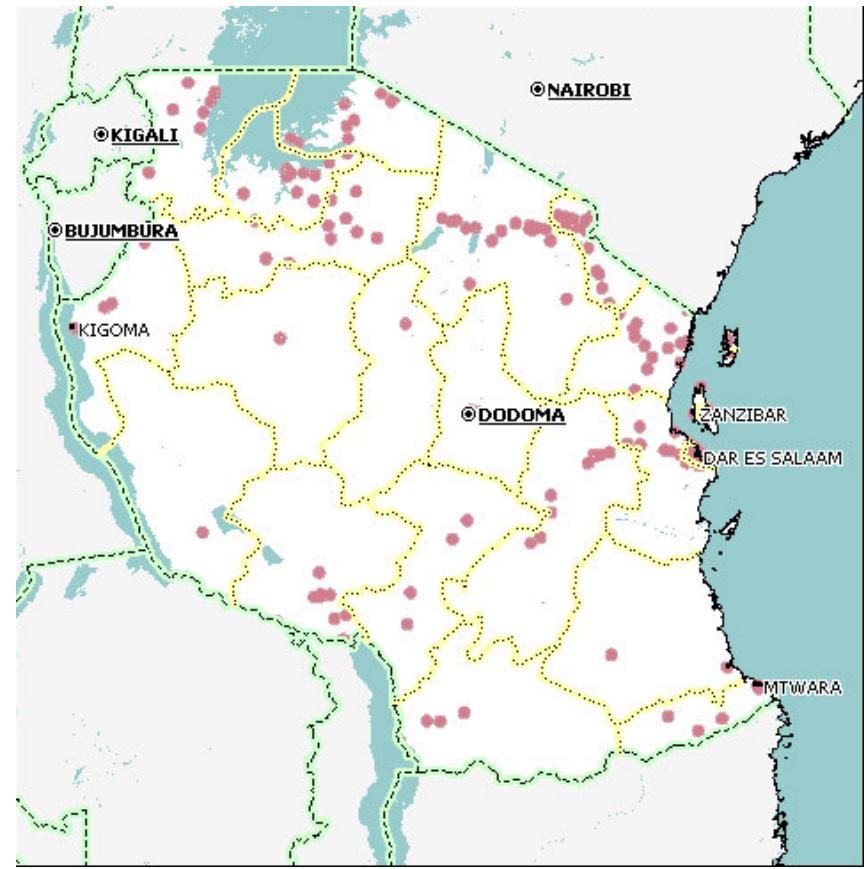 NAIROBI
KIGALI
BUJUMBURA
KIGOMA
DODOMA
ZANZIBAR
DAR ES SALAAM
MTWARA